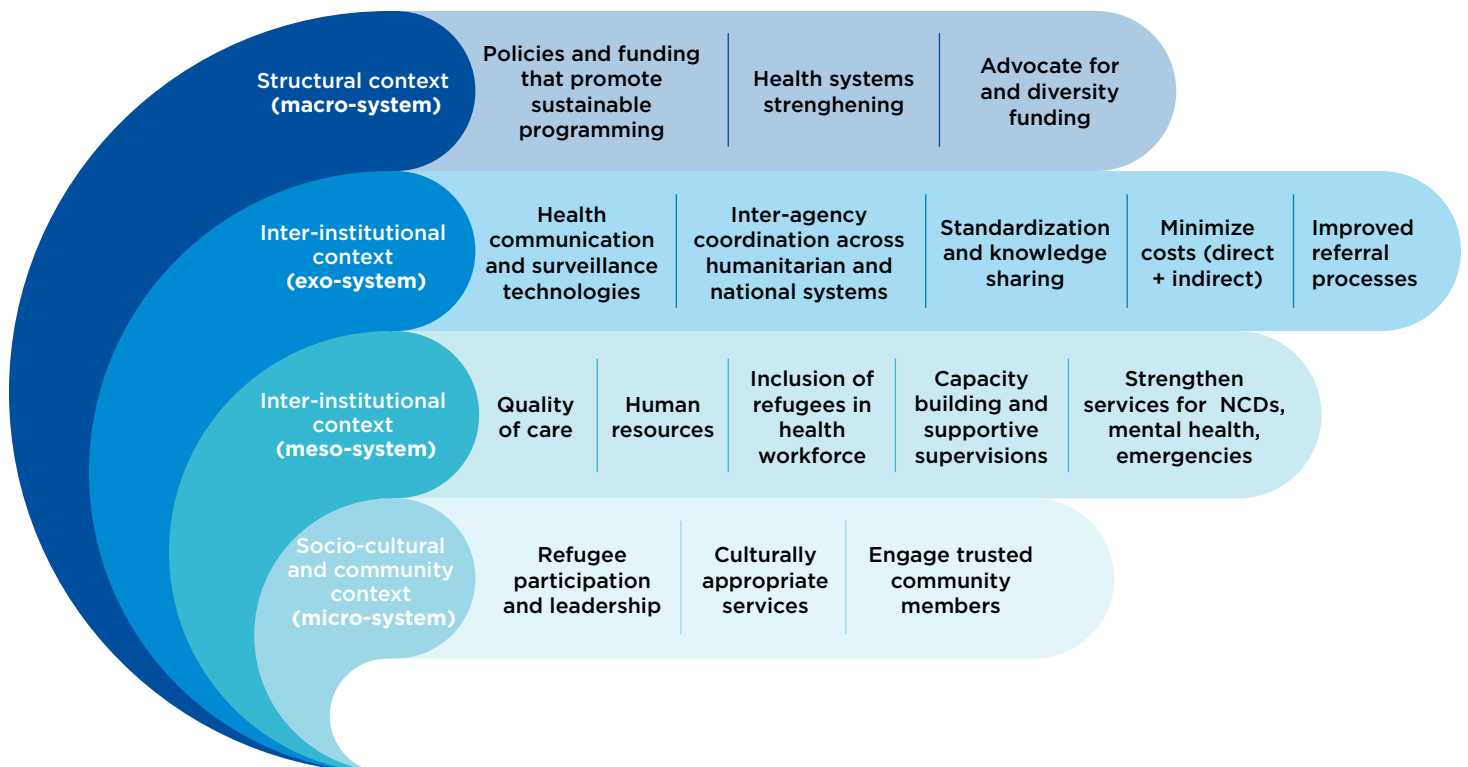 Structural context
(macro-system)
Policies and funding
that promote
sustainable
programming
Health systems
strenghening
Advocate for
and diversity
funding
Inter-institutional
context
(exo-system)
Health
communication
and surveillance
technologies
Inter-agency
coordination across
humanitarian and
national systems
Standardization
and knowledge
sharing
Minimize
costs (direct
+ indirect)
Improved
referral
processes
Inter-institutional
context
(meso-system)
Quality
of care
Human
resources
Inclusion of
refugees in
health
workforce
Capacity
building and
supportive
supervisions
Strengthen
services for NCDs,
mental health,
emergencies
Socio-cultural
and community
context
(micro-system)
Refugee
participation
and leadership
Culturally
appropriate
services
Engage trusted
community
members